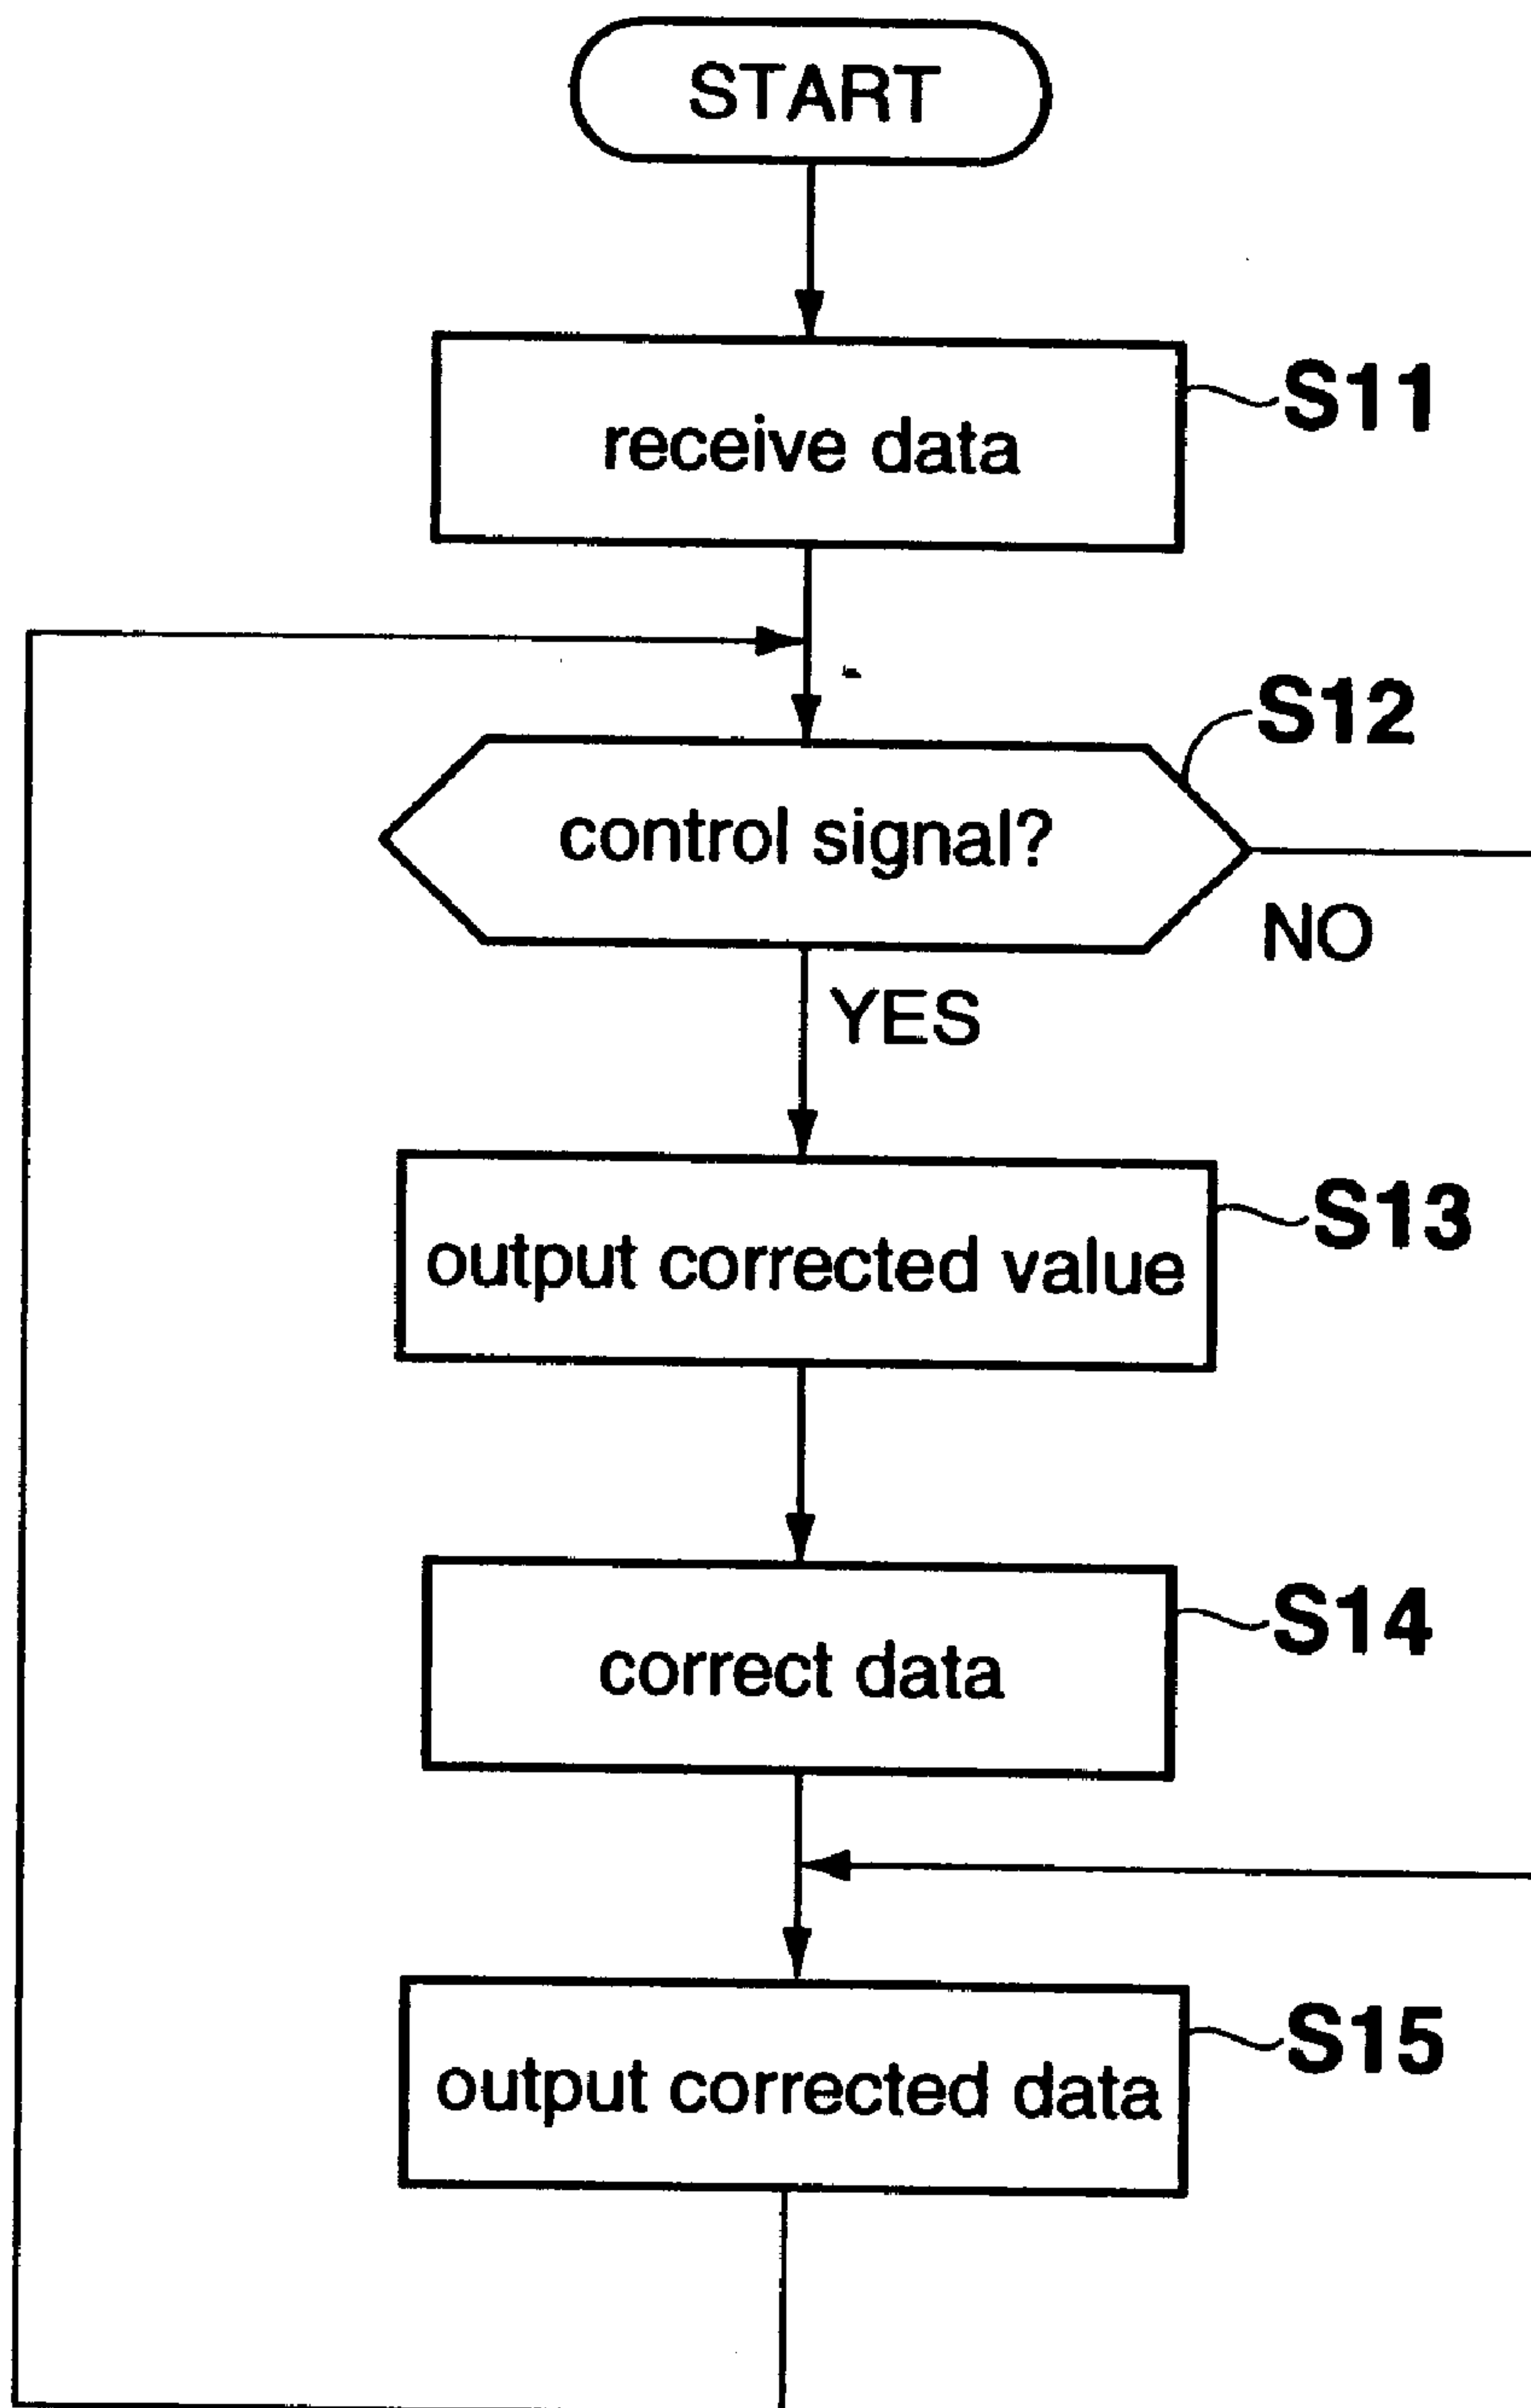 START
receive data
S11
S12
control signal?
NO
YES
S13
output corrected value
S14
correct data
S15
output corrected data